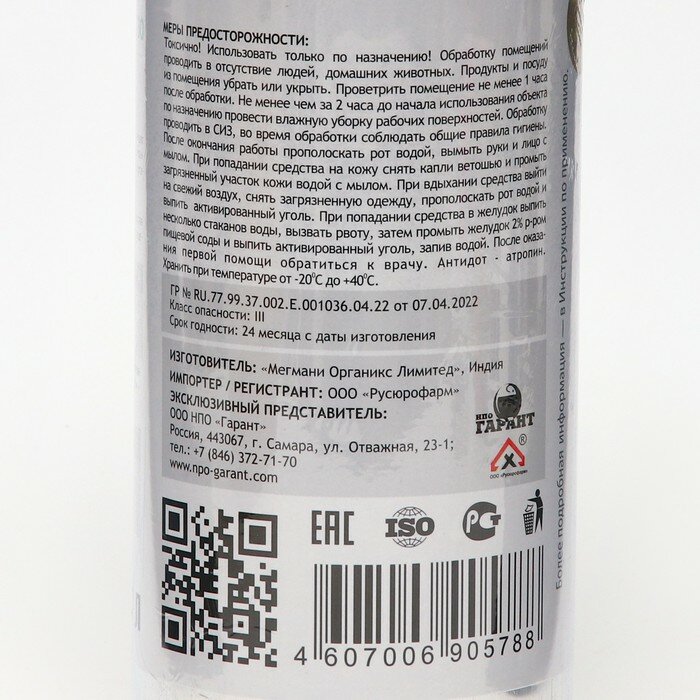 МЕРЫ ПРЕДОСТОРОЖНОСТИ:
Токсично! Использовать только по назначению! Обработку помещений
проводить в отсутствие людей, домашних животных. Продукты и посуду
из помещения убрать или укрыть. Проветрить помещение не менее 1 часа
после обработки. Не менее чем за 2 часа до начала использования объекта
по назначению провести влажную уборку рабочих поверхностей. Обработку
проводить в СИЗ, во время обработки соблюдать общие правила гигиены.
После окончания работы прополоскать рот водой, вымыть руки и лицо с
мылом. При попадании средства на кожу снять капли ветошью и промыть
загрязненный участок кожи водой с мылом. При вдыхании средства выйти
на свежий воздух, снять загрязненную одежду, прополоскать рот водой и
выпить активированный уголь. При попадании средства в желудок выпить
несколько стаканов воды, вызвать рвоту, затем промыть желудок 2% р-ром
пищевой соды и выпить активированный уголь, запив водой. После оказа-
ния первой помощи обратиться к врачу. Антидот - атропин.
Хранить при температуре от -20°С до +40°С.
ГР № RU.77.99.37.002.Е.001036.04.22 от 07.04.2022
Класс опасности: III
Срок годности: 24 месяца с даты изготовления
ИЗГОТОВИТЕЛЬ: «Мегмани Органикс Лимитед», Индия
ИМПОРТЕР / РЕГИСТРАНТ: ООО «Русюрофарм»
ЭКСКЛЮЗИВНЫЙ ПРЕДСТАВИТЕЛЬ:
ООО НПО «Гарант»
Россия, 443067, г. Самара, ул. Отважная, 23-1;
тел.: +7 (846) 372-71-70
www.npo-garant.com
НПО
ГАРАНТ
®
ООО «Русюрофарм»
EAC
ISO
РСТ
4 607006 905788
Более подробная информация — в Инструкции по применению.